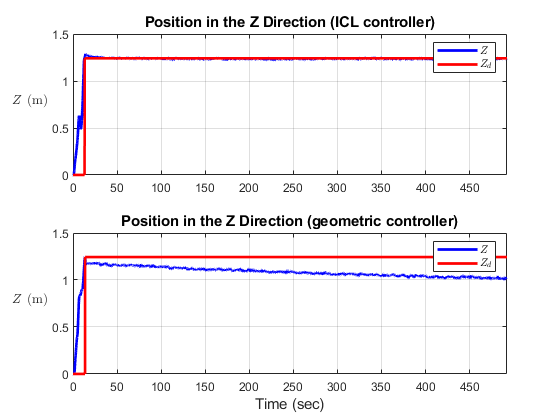 Position in the Z Direction (ICL controller)
1.5
1
0.5
0
Z (m)
Z
Z_d
0 50 100 150 200 250 300 350 400 450
Position in the Z Direction (geometric controller)
1.5
1
0.5
0
Z (m)
Z
Z_d
0 50 100 150 200 250 300 350 400 450
Time (sec)